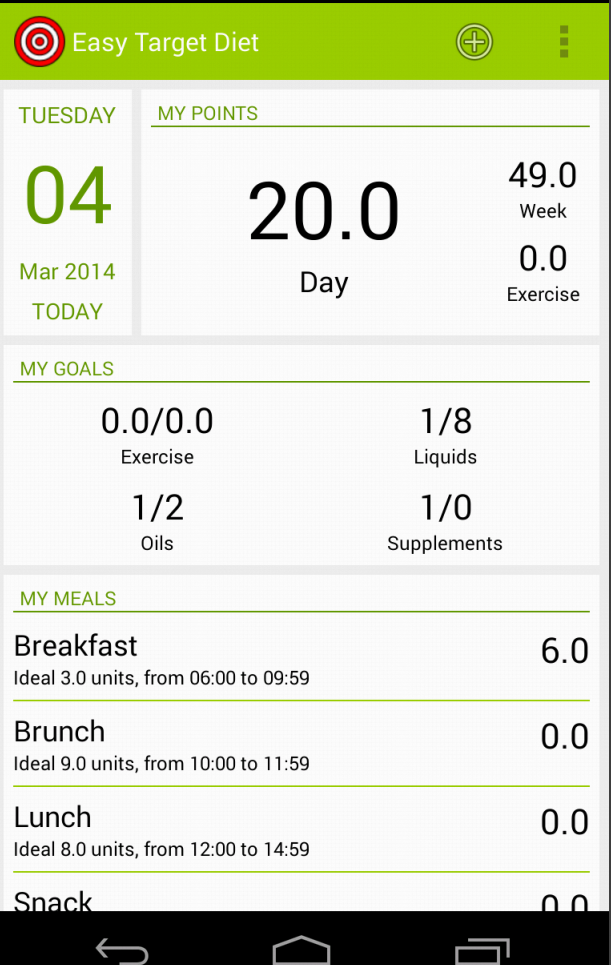 Easy Target Diet
TUESDAY
04
Mar 2014
TODAY
MY POINTS
20.0
Day
49.0
Week
0.0
Exercise
MY GOALS
0.0/0.0
Exercise
1/8
Liquids
1/2
Oils
1/0
Supplements
MY MEALS
Breakfast
6.0
Ideal 3.0 units, from 06:00 to 09:59
Brunch
0.0
Ideal 9.0 units, from 10:00 to 11:59
Lunch
0.0
Ideal 8.0 units, from 12:00 to 14:59
Snack
0.0